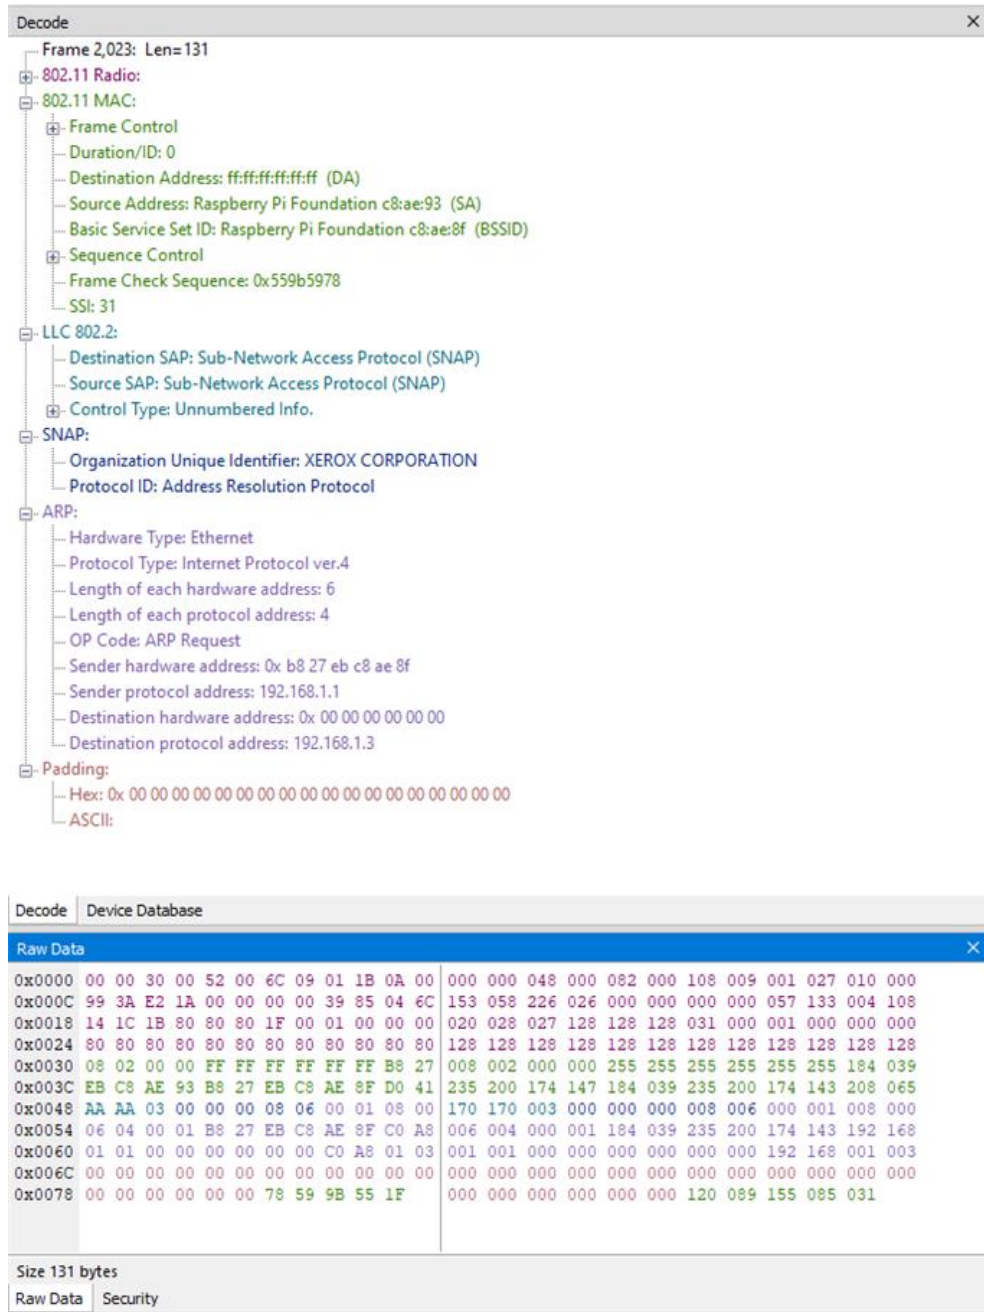 Decode
Frame 2,023: Len=131
802.11 Radio:
802.11 MAC:
Frame Control
Duration/ID: 0
Destination Address: ff:ff:ff:ff:ff:ff (DA)
Source Address: Raspberry Pi Foundation c8:ae:93 (SA)
Basic Service Set ID: Raspberry Pi Foundation c8:ae:8f (BSSID)
Sequence Control
Frame Check Sequence: 0x559b5978
SSI: 31
LLC 802.2:
Destination SAP: Sub-Network Access Protocol (SNAP)
Source SAP: Sub-Network Access Protocol (SNAP)
Control Type: Unnumbered Info.
SNAP:
Organization Unique Identifier: XEROX CORPORATION
Protocol ID: Address Resolution Protocol
ARP:
Hardware Type: Ethernet
Protocol Type: Internet Protocol ver.4
Length of each hardware address: 6
Length of each protocol address: 4
OP Code: ARP Request
Sender hardware address: 0x b8 27 eb c8 ae 8f
Sender protocol address: 192.168.1.1
Destination hardware address: 0x 00 00 00 00 00 00
Destination protocol address: 192.168.1.3
Padding:
Hex: 0x 00 00 00 00 00 00 00 00 00 00 00 00 00 00 00 00 00 00
ASCII:
Decode Device Database
Raw Data
0x0000 00 00 30 00 52 00 6C 09 01 1B 0A 00 000 000 048 000 082 000 108 009 001 027 010 000
0x000C 99 3A E2 1A 00 00 00 00 39 85 04 6C 153 058 226 026 000 000 000 000 057 133 004 108
0x0018 14 1C 1B 80 80 80 1F 00 01 00 00 00 020 028 027 128 128 128 031 000 001 000 000 000
0x0024 80 80 80 80 80 80 80 80 80 80 80 80 128 128 128 128 128 128 128 128 128 128 128 128
0x0030 08 02 00 00 FF FF FF FF FF FF B8 27 008 002 000 000 255 255 255 255 255 255 184 039
0x003C EB C8 AE 93 B8 27 EB C8 AE 8F D0 41 235 200 174 147 184 039 235 200 174 143 208 065
0x0048 AA AA 03 00 00 00 08 06 00 01 08 00 170 170 003 000 000 000 008 006 000 001 008 000
0x0054 06 04 00 01 B8 27 EB C8 AE 8F C0 A8 006 004 000 001 184 039 235 200 174 143 192 168
0x0060 01 01 00 00 00 00 00 00 C0 A8 01 03 001 001 000 000 000 000 000 000 192 168 001 003
0x006C 00 00 00 00 00 00 00 00 00 00 00 00 000 000 000 000 000 000 000 000 000 000 000 000
0x0078 00 00 00 00 00 00 78 59 9B 55 1F 000 000 000 000 000 000 120 089 155 085 031
Size 131 bytes
Raw Data Security